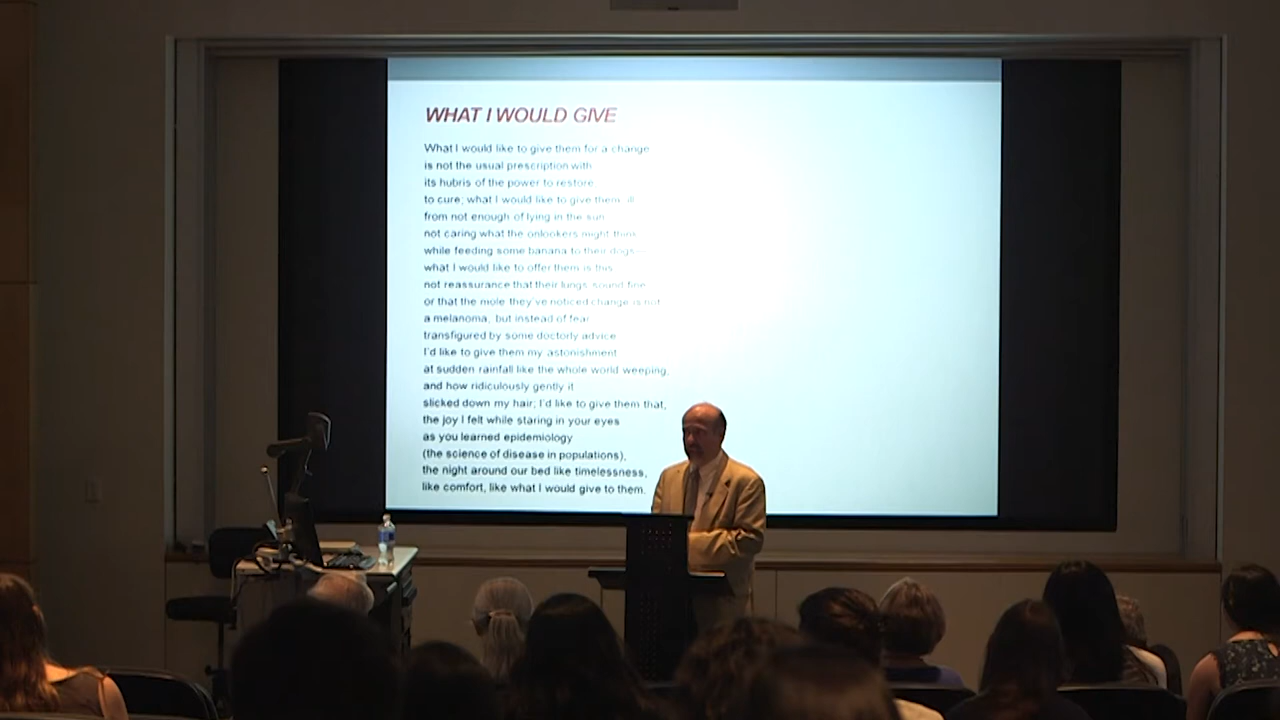 WHAT I WOULD GIVE
What I would like to give them for a change
is not the usual prescription with
its hubris of the power to restore,
to cure; what I would like to give them, ill
from not enough of lying in the sun
not caring what the onlookers might think
while feeding some banana to their dogs—
what I would like to offer them is this,
not reassurance that their lungs sound fine,
or that the mole they've noticed change is not
a melanoma, but instead of fear
transfigured by some doctorly advice
I'd like to give them my astonishment
at sudden rainfall like the whole world weeping,
and how ridiculously gently it
slicked down my hair; I'd like to give them that,
the joy I felt while staring in your eyes
as you learned epidemiology
(the science of disease in populations),
the night around our bed like timelessness,
like comfort, like what I would give to them.